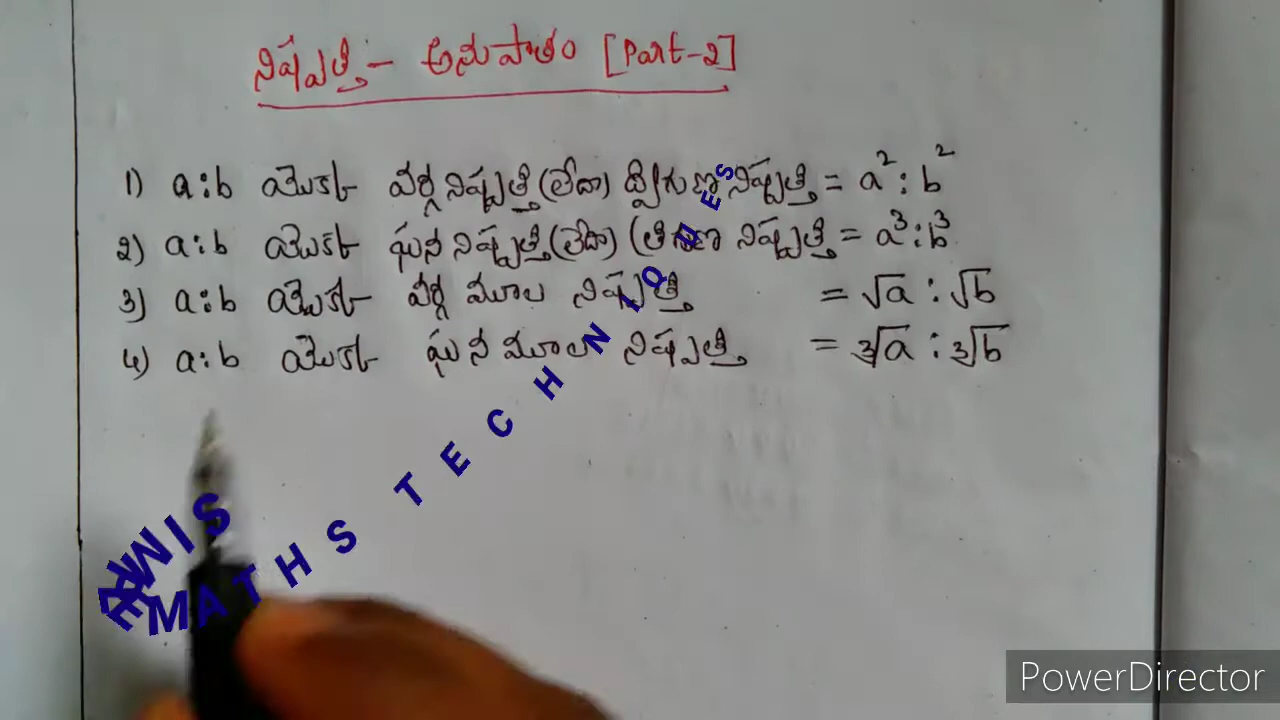 నిష్పత్తి - అనుపాతం [Part-2]
1) a:b యొక్క వర్గ నిష్పత్తి (లేదా) ద్విగుణ నిష్పత్తి = a² : b²
2) a:b యొక్క ఘన నిష్పత్తి (లేదా) త్రిగుణ నిష్పత్తి = a³ : b³
3) a:b యొక్క వర్గ మూల నిష్పత్తి = √a : √b
4) a:b యొక్క ఘన మూల నిష్పత్తి = ∛a : ∛b
MATHS TECHNIQUES
PowerDirector